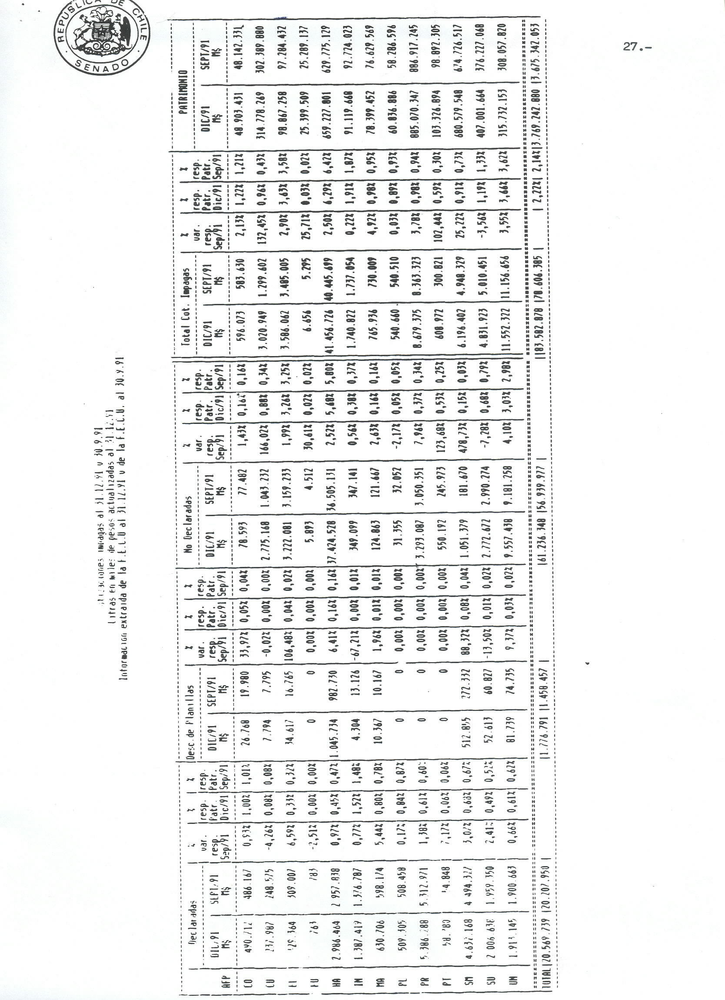 REPUBLICA DE CHILE
SENADO
27.-
impagas al 31.12.91 y 30.9.91
Cifras en miles de pesos actualizadas al 31.12.91
Información extraída de la F.E.C.U al 31.12.91 y de la F.E.C.U. al 30.9.91
Declaradas | Desc.de Planillas | No Declaradas | Total Cot. Impagas | PATRIMONIO
AFP | DIC/91 M$ | SEPT/91 M$ | % var. resp. Sep/91 | % resp. Patr. Dic/91 | % resp. Patr. Sep/91 | DIC/91 M$ | SEPT/91 M$ | % var. resp. Sep/91 | % resp. Patr. Dic/91 | % resp. Patr. Sep/91 | DIC/91 M$ | SEPT/91 M$ | % var. resp. Sep/91 | % resp. Patr. Dic/91 | % resp. Patr. Sep/91 | DIC/91 M$ | SEPT/91 M$ | % var. resp. Sep/91 | % resp. Patr. Dic/91 | % resp. Patr. Sep/91 | DIC/91 M$ | SEPT/91 M$
CO 490.712 486.167 0,93% 1,00% 1,01% 26.768 19.980 33,97% 0,05% 0,04% 78.593 77.482 1,43% 0,16% 0,16% 596.073 583.630 2,13% 1,22% 1,21% 48.903.431 48.142.331
CU 237.987 248.575 -4,26% 0,08% 0,08% 7.794 7.795 -0,02% 0,00% 0,00% 2.775.168 1.043.232 166,02% 0,88% 0,34% 3.020.949 1.299.602 132,45% 0,96% 0,43% 314.778.269 302.389.880
EI 329.364 309.007 6,59% 0,33% 0,32% 34.617 16.765 106,48% 0,04% 0,02% 3.222.081 3.159.233 1,99% 3,26% 3,25% 3.586.062 3.485.005 2,90% 3,63% 3,58% 98.867.258 97.284.432
FU 763 783 -2,51% 0,00% 0,00% 0 0 0,00% 0,00% 0,00% 5.893 4.512 30,61% 0,02% 0,02% 6.656 5.295 25,71% 0,03% 0,02% 25.399.509 25.289.137
HA 2.986.464 2 957.838 0,97% 0,45% 0,47% 1.045.734 982.730 6,41% 0,16% 0,16% 37.424.528 36.505.131 2,52% 5,68% 5,80% 41.456.726 40.445.699 2,50% 6,29% 6,42% 659.227.801 629.775.129
IN 1.387.419 1.376.787 0,77% 1,52% 1,48% 4.304 13.126 -67,21% 0,00% 0,01% 349.099 347.141 0,56% 0,38% 0,37% 1.740.822 1.737.054 0,22% 1,91% 1,87% 91.119.668 92.724.023
MA 630.706 598.174 5,44% 0,80% 0,78% 10.367 10.167 1,96% 0,01% 0,01% 124.863 121.667 2,63% 0,16% 0,16% 765.936 730.009 4,92% 0,98% 0,95% 78.399.452 76.629.569
PL 509.305 508.458 0,17% 0,84% 0,87% 0 0 0,00% 0,00% 0,00% 31.355 32.052 -2,17% 0,05% 0,05% 540.660 540.510 0,03% 0,89% 0,93% 60.836.886 58.286.596
PR 5.386.288 5.312.971 1,38% 0,61% 0,60% 0 0 0,00% 0,00% 0,00% 3.293.087 3.050.351 7,96% 0,37% 0,34% 8.679.375 8.363.323 3,78% 0,98% 0,94% 885.070.347 886.917.245
PT 58.780 54.848 7,17% 0,06% 0,06% 0 0 0,00% 0,00% 0,00% 550.192 245.973 123,68% 0,53% 0,25% 608.972 300.821 102,44% 0,59% 0,30% 103.326.894 98.892.305
SM 4.632.168 4 494.327 3,07% 0,68% 0,67% 512.855 272.332 88,32% 0,08% 0,04% 1.051.379 181.670 478,73% 0,15% 0,03% 6.196.402 4.948.329 25,22% 0,91% 0,73% 680.579.548 674.726.517
SU 2 006.638 1.959.350 2,41% 0,49% 0,52% 52.613 60.827 -13,50% 0,01% 0,02% 2.772.672 2.990.274 -7,28% 0,68% 0,79% 4.831.923 5.010.451 -3,56% 1,19% 1,33% 407.001.664 376.227.068
UN 1.913.145 1.900.663 0,66% 0,61% 0,62% 81.739 74.735 9,37% 0,03% 0,02% 9.557.438 9.181.258 4,10% 3,03% 2,98% 11.552.322 11.156.656 3,55% 3,66% 3,62% 315.732.153 308.057.820
TOTAL |20.569.739 |20.207.950 | |1.776.791 |1.458.457 | |61.236.348 |56.939.977 | ||83.582.878 |78.606.385 | | 2,22%| 2,14%|3.769.242.880 |3.675.342.053